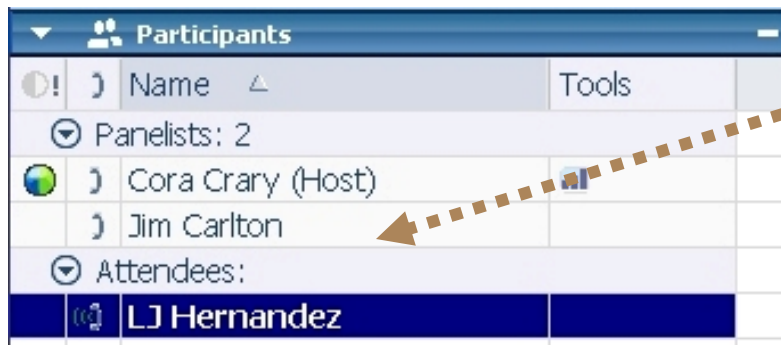 Participants
! Name Tools
Panelists: 2
Cora Crary (Host)
Jim Carlton
Attendees:
LJ Hernandez